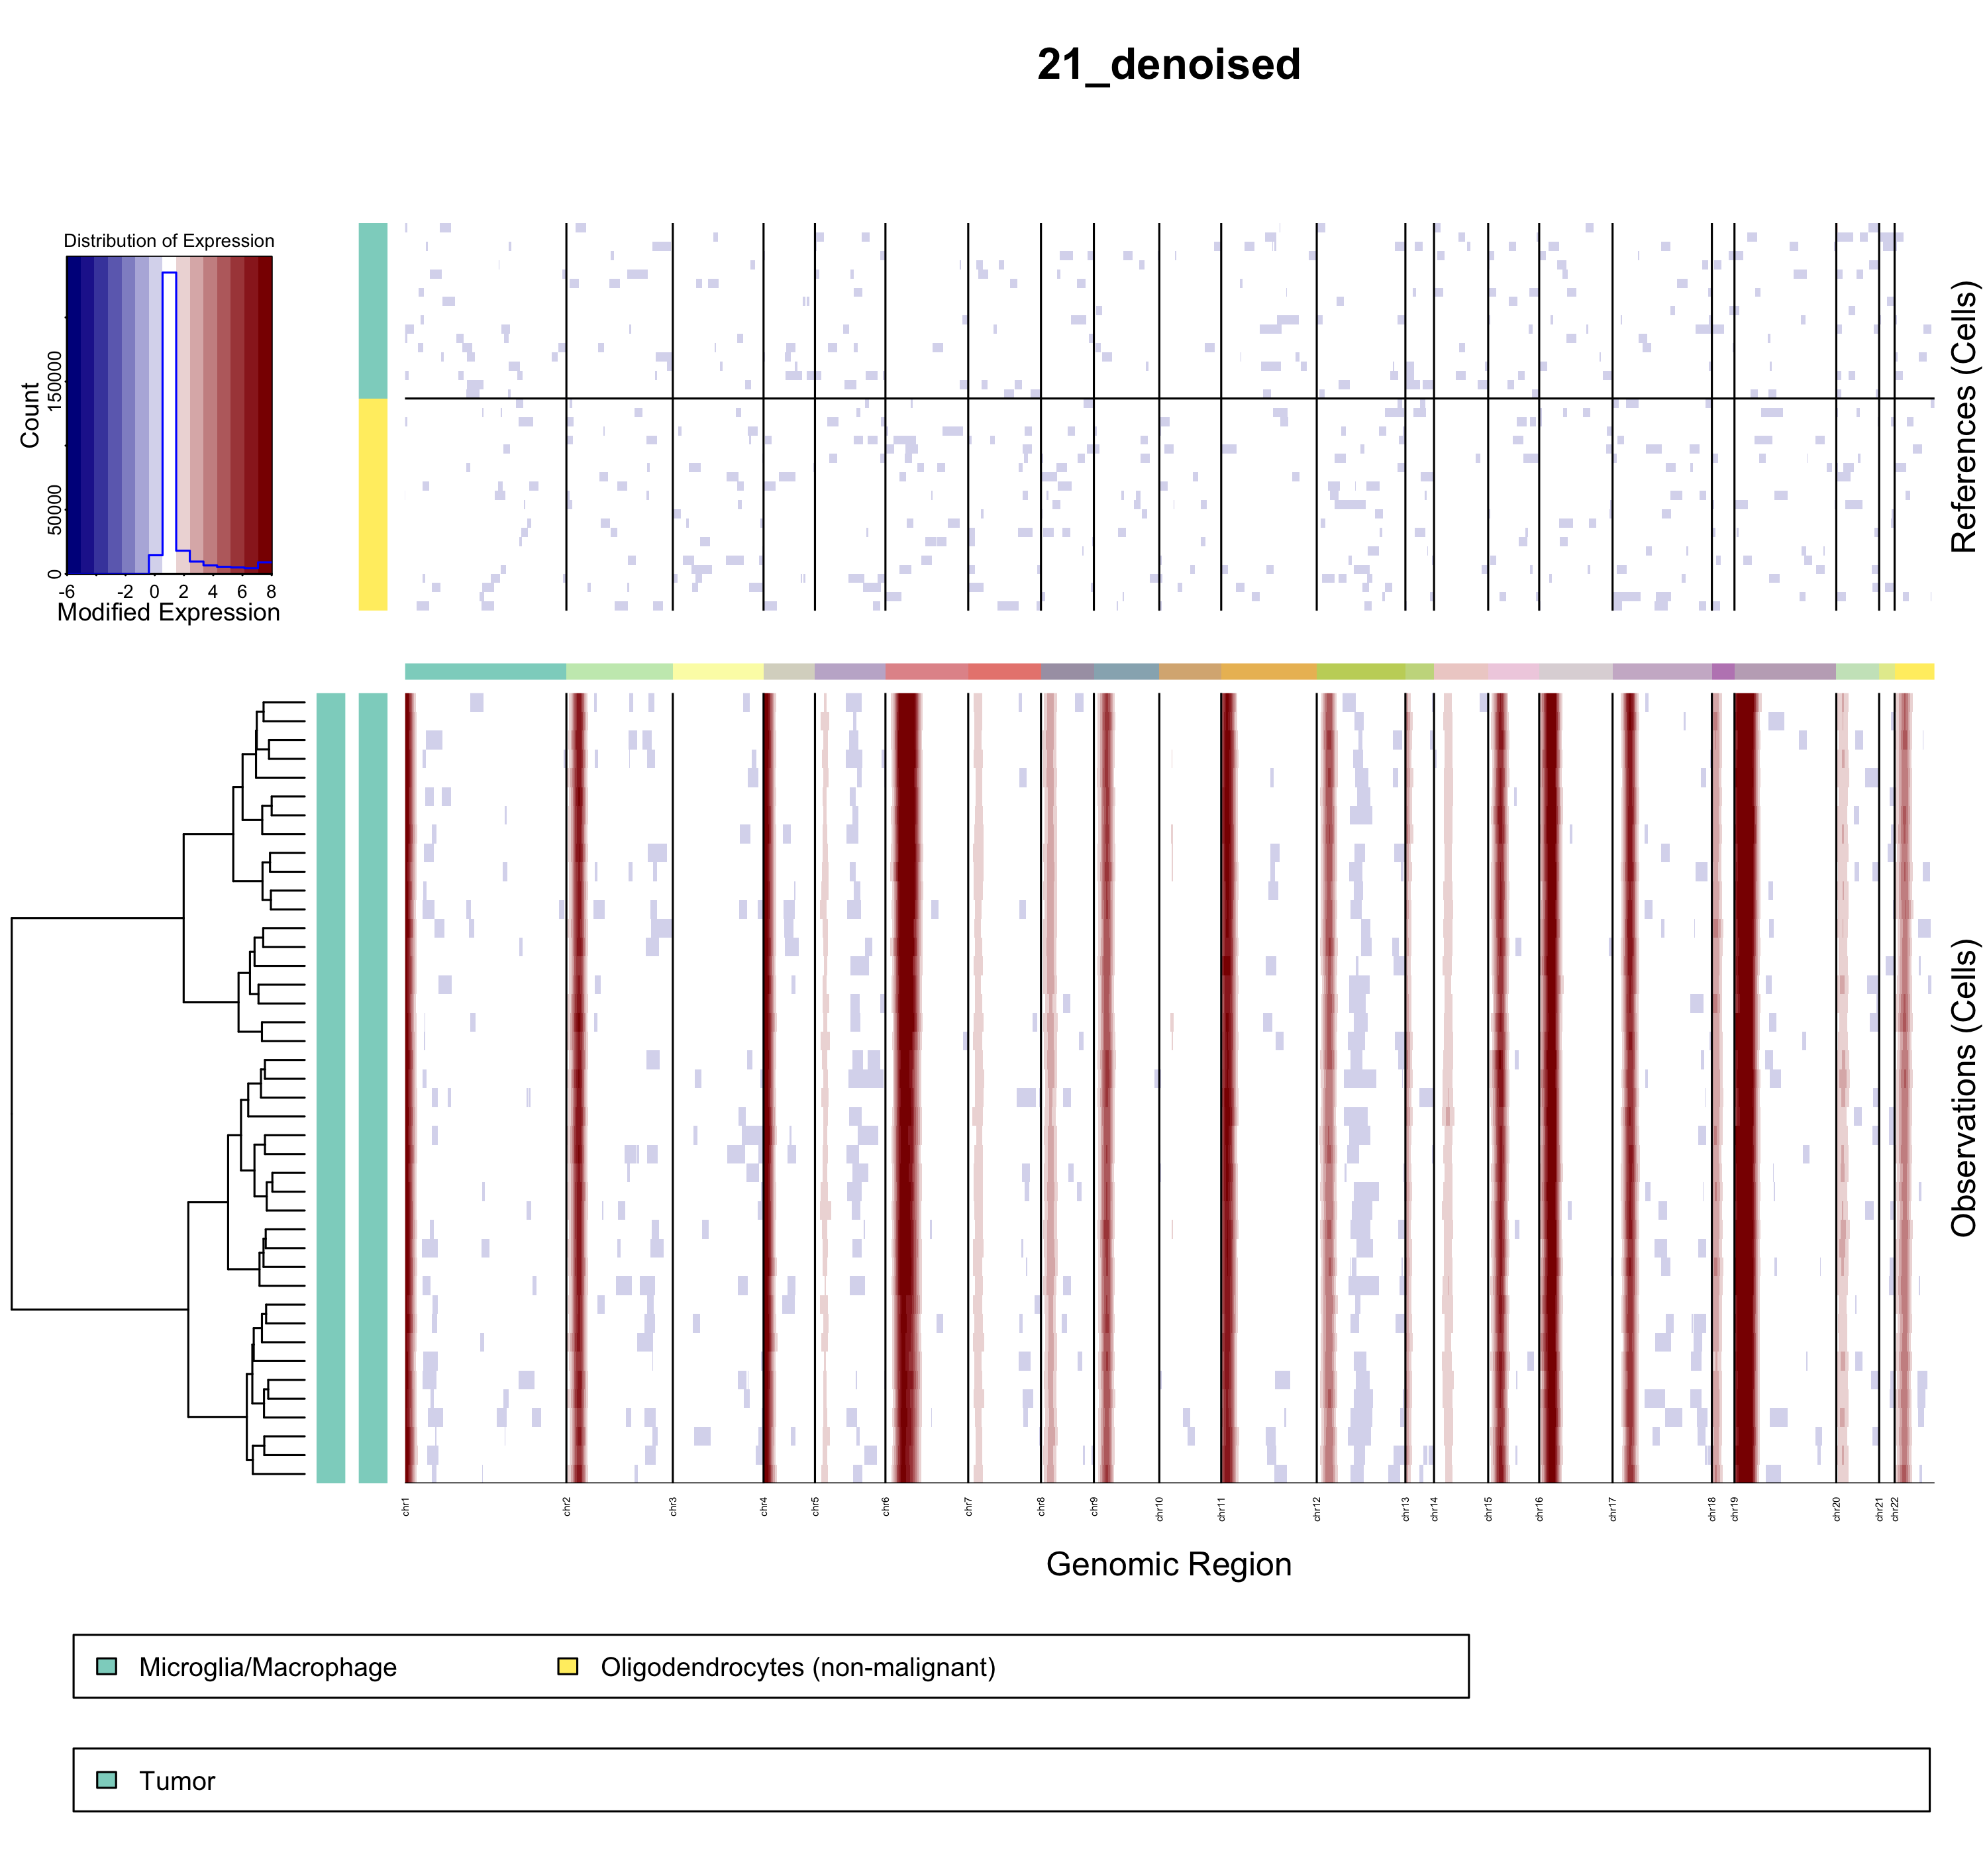 21_denoised
Distribution of Expression
Count
0
50000
150000
-6 -2 0 2 4 6 8
Modified Expression
References (Cells)
Observations (Cells)
chr1 chr2 chr3 chr4 chr5 chr6 chr7 chr8 chr9 chr10 chr11 chr12 chr13 chr14 chr15 chr16 chr17 chr18 chr19 chr20 chr21 chr22
Genomic Region
Microglia/Macrophage Oligodendrocytes (non-malignant)
Tumor